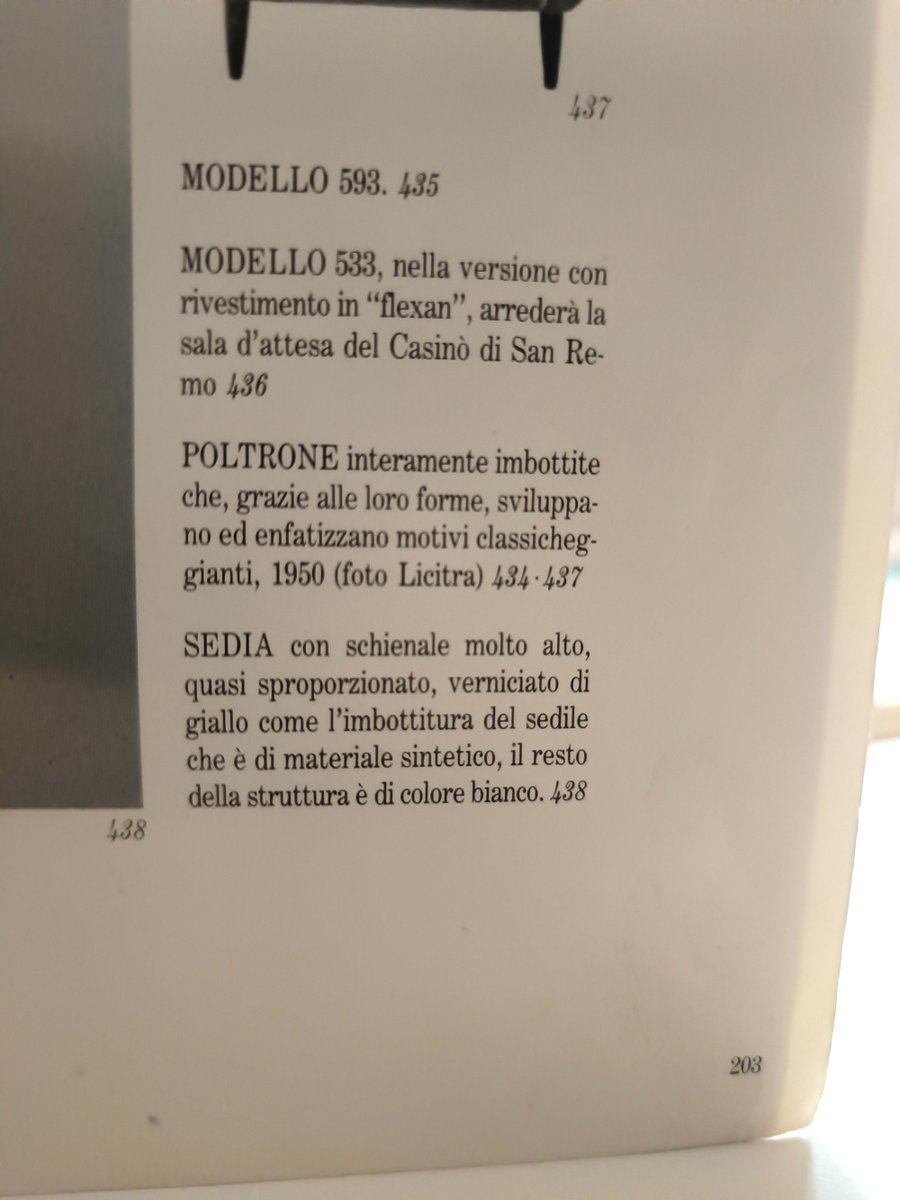 437
MODELLO 593. 435
MODELLO 533, nella versione con
rivestimento in “flexan”, arrederà la
sala d’attesa del Casinò di San Re-
mo 436
POLTRONE interamente imbottite
che, grazie alle loro forme, sviluppa-
no ed enfatizzano motivi classicheg-
gianti, 1950 (foto Licitra) 434·437
SEDIA con schienale molto alto,
quasi sproporzionato, verniciato di
giallo come l’imbottitura del sedile
che è di materiale sintetico, il resto
della struttura è di colore bianco. 438
438
203